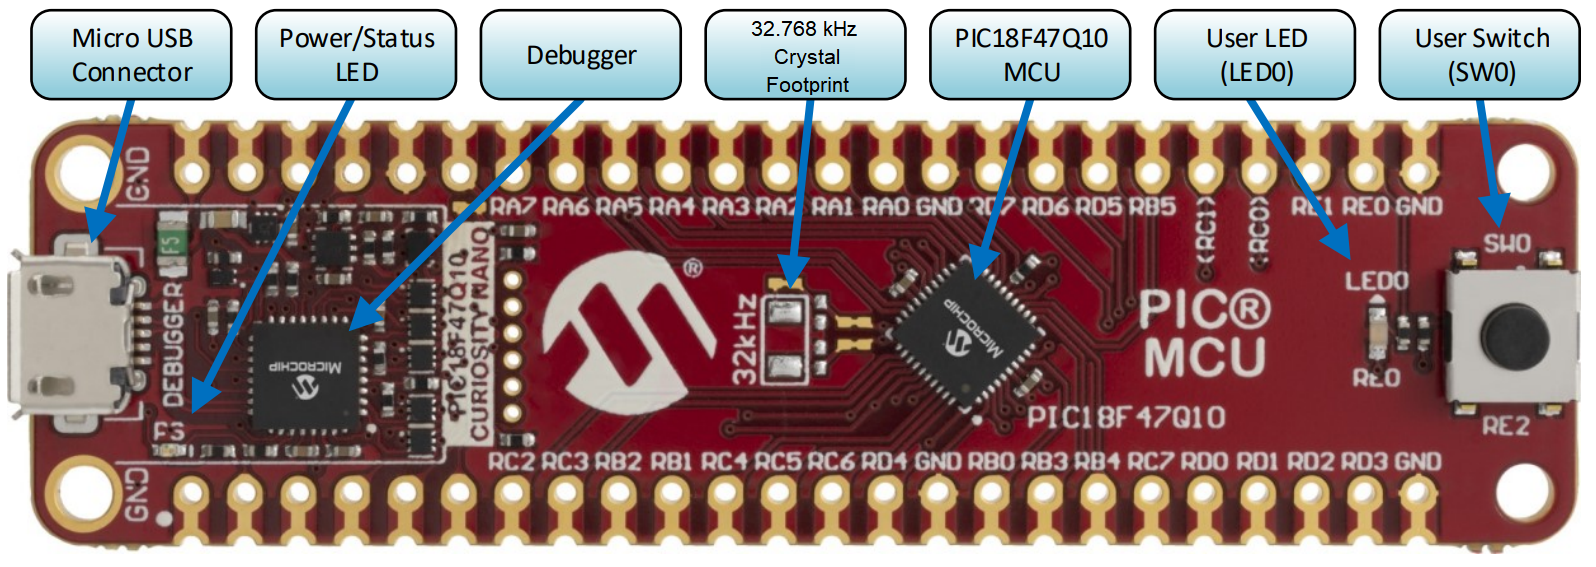 Micro USB
Connector
Power/Status
LED
Debugger
32.768 kHz
Crystal
Footprint
PIC18F47Q10
MCU
User LED
(LED0)
User Switch
(SW0)
GND
RA7 RA6 RA5 RA4 RA3 RA2 RA1 RA0 GND RD7 RD6 RD5 RB5 (RC1) (RC0) RE1 RE0 GND
FS
DEBUGGER
MICROCHIP
PS
PIC18F47Q10
CURIOSITY NANO
®
32kHz
MICROCHIP
PIC®
MCU
PIC18F47Q10
LED0
RE0
SW0
RE2
GND
RC2 RC3 RB2 RB1 RC4 RC5 RC6 RD4 GND RB0 RB3 RB4 RC7 RD0 RD1 RD2 RD3 GND